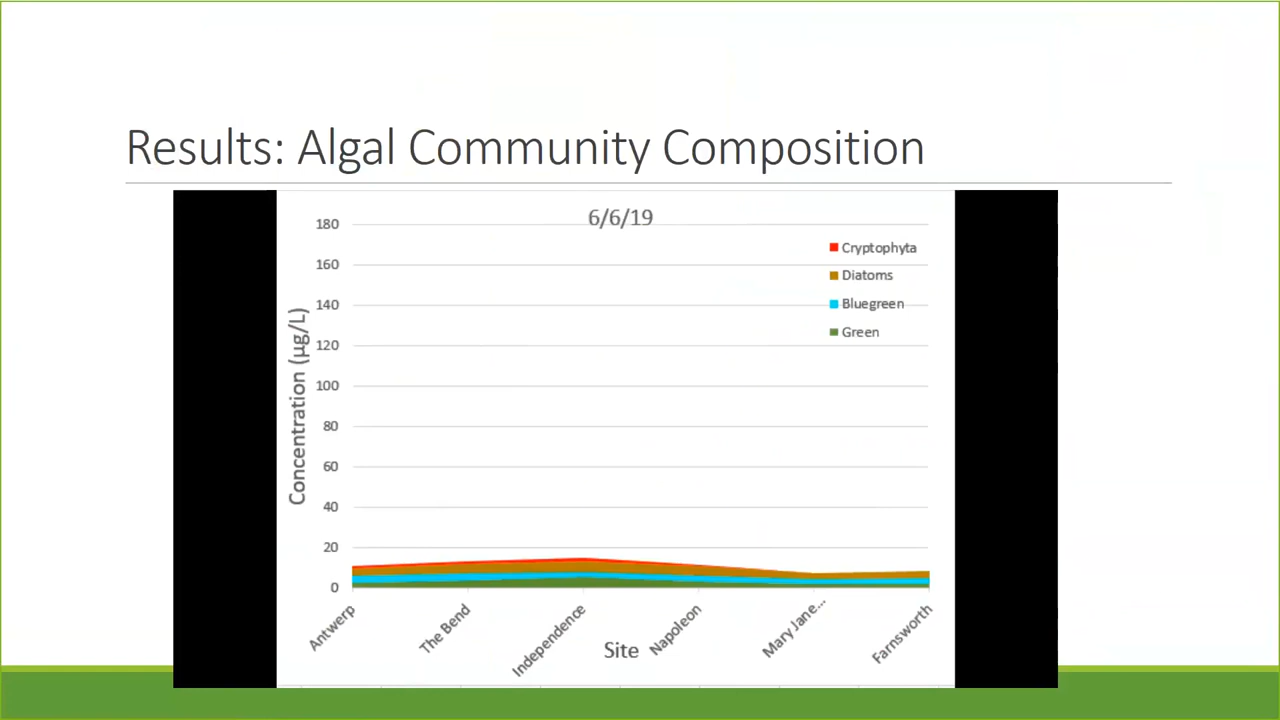 Results: Algal Community Composition
6/6/19
180
160
140
120
100
80
60
40
20
0
Concentration (µg/L)
Cryptophyta
Diatoms
Bluegreen
Green
Antwerp
The Bend
Independence
Napoleon
Mary Jane...
Farnsworth
Site